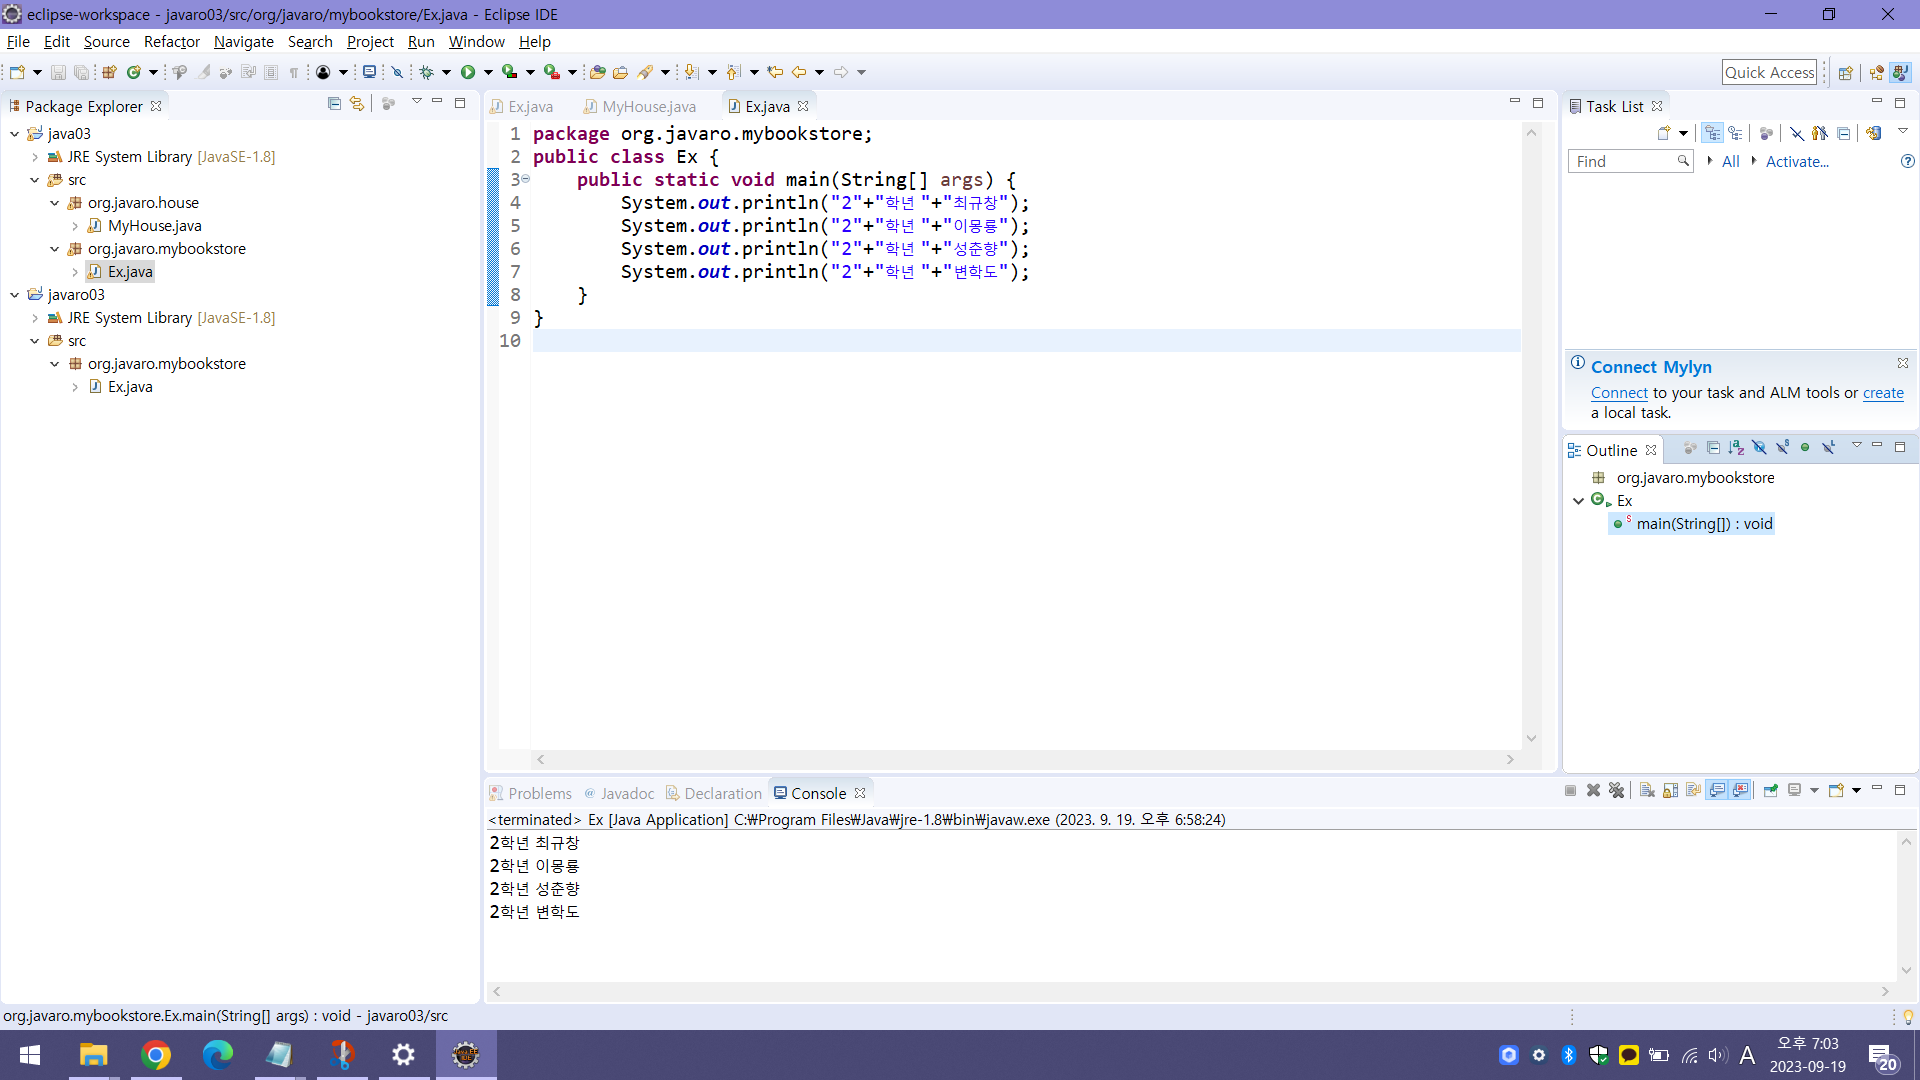 eclipse-workspace - javaro03/src/org/javaro/mybookstore/Ex.java - Eclipse IDE
File Edit Source Refactor Navigate Search Project Run Window Help
Quick Access
Package Explorer
java03
JRE System Library [JavaSE-1.8]
src
org.javaro.house
MyHouse.java
org.javaro.mybookstore
Ex.java
javaro03
JRE System Library [JavaSE-1.8]
src
org.javaro.mybookstore
Ex.java
Ex.java MyHouse.java Ex.java
1 package org.javaro.mybookstore;
2 public class Ex {
3 public static void main(String[] args) {
4 System.out.println("2"+"학년 "+"최규창");
5 System.out.println("2"+"학년 "+"이몽룡");
6 System.out.println("2"+"학년 "+"성준향");
7 System.out.println("2"+"학년 "+"변학도");
8 }
9 }
10
Task List
Find All Activate...
Connect Mylyn
Connect to your task and ALM tools or create
a local task.
Outline
org.javaro.mybookstore
Ex
main(String[]) : void
Problems Javadoc Declaration Console
<terminated> Ex [Java Application] C:₩Program Files₩Java₩jre-1.8₩bin₩javaw.exe (2023. 9. 19. 오후 6:58:24)
2학년 최규창
2학년 이몽룡
2학년 성준향
2학년 변학도
org.javaro.mybookstore.Ex.main(String[] args) : void - javaro03/src
A
오후 7:03
2023-09-19
20